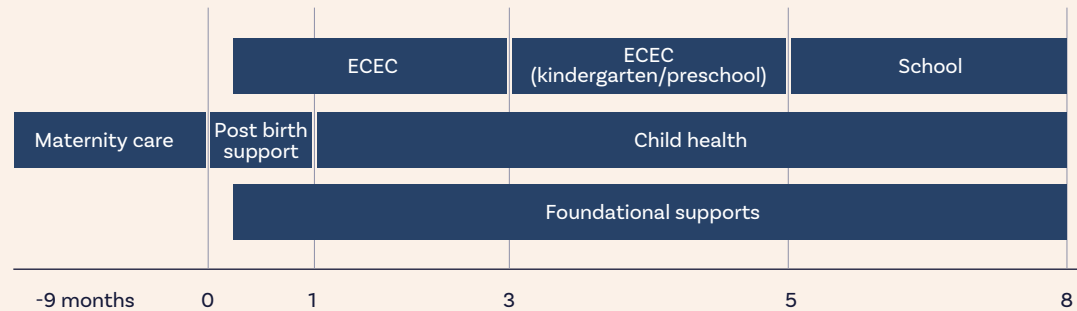 ECEC
ECEC
(kindergarten/preschool)
School
Maternity care
Post birth
support
Child health
Foundational supports
-9 months 0 1 3 5 8